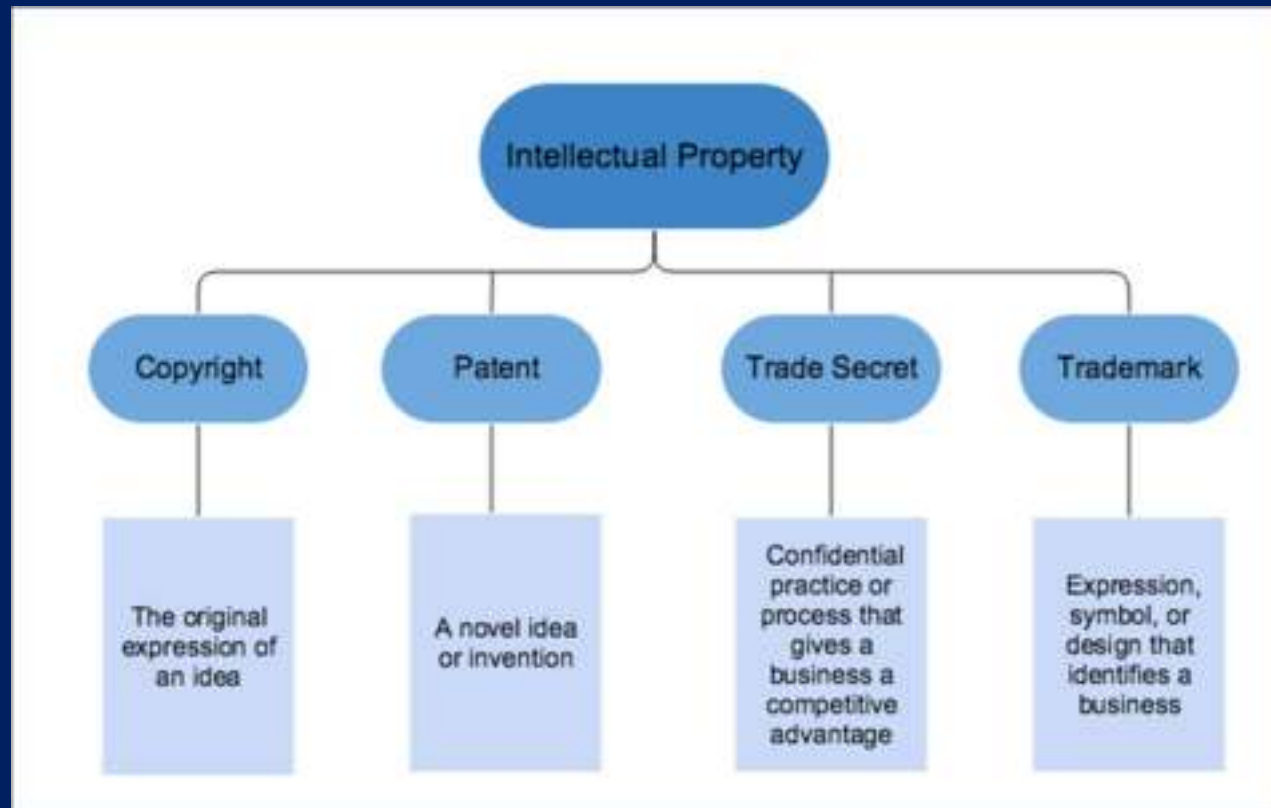 Intellectual Property
Copyright
Patent
Trade Secret
Trademark
The original
expression of
an idea
A novel idea
or invention
Confidential
practice or
process that
gives a
business a
competitive
advantage
Expression,
symbol, or
design that
identifies a
business